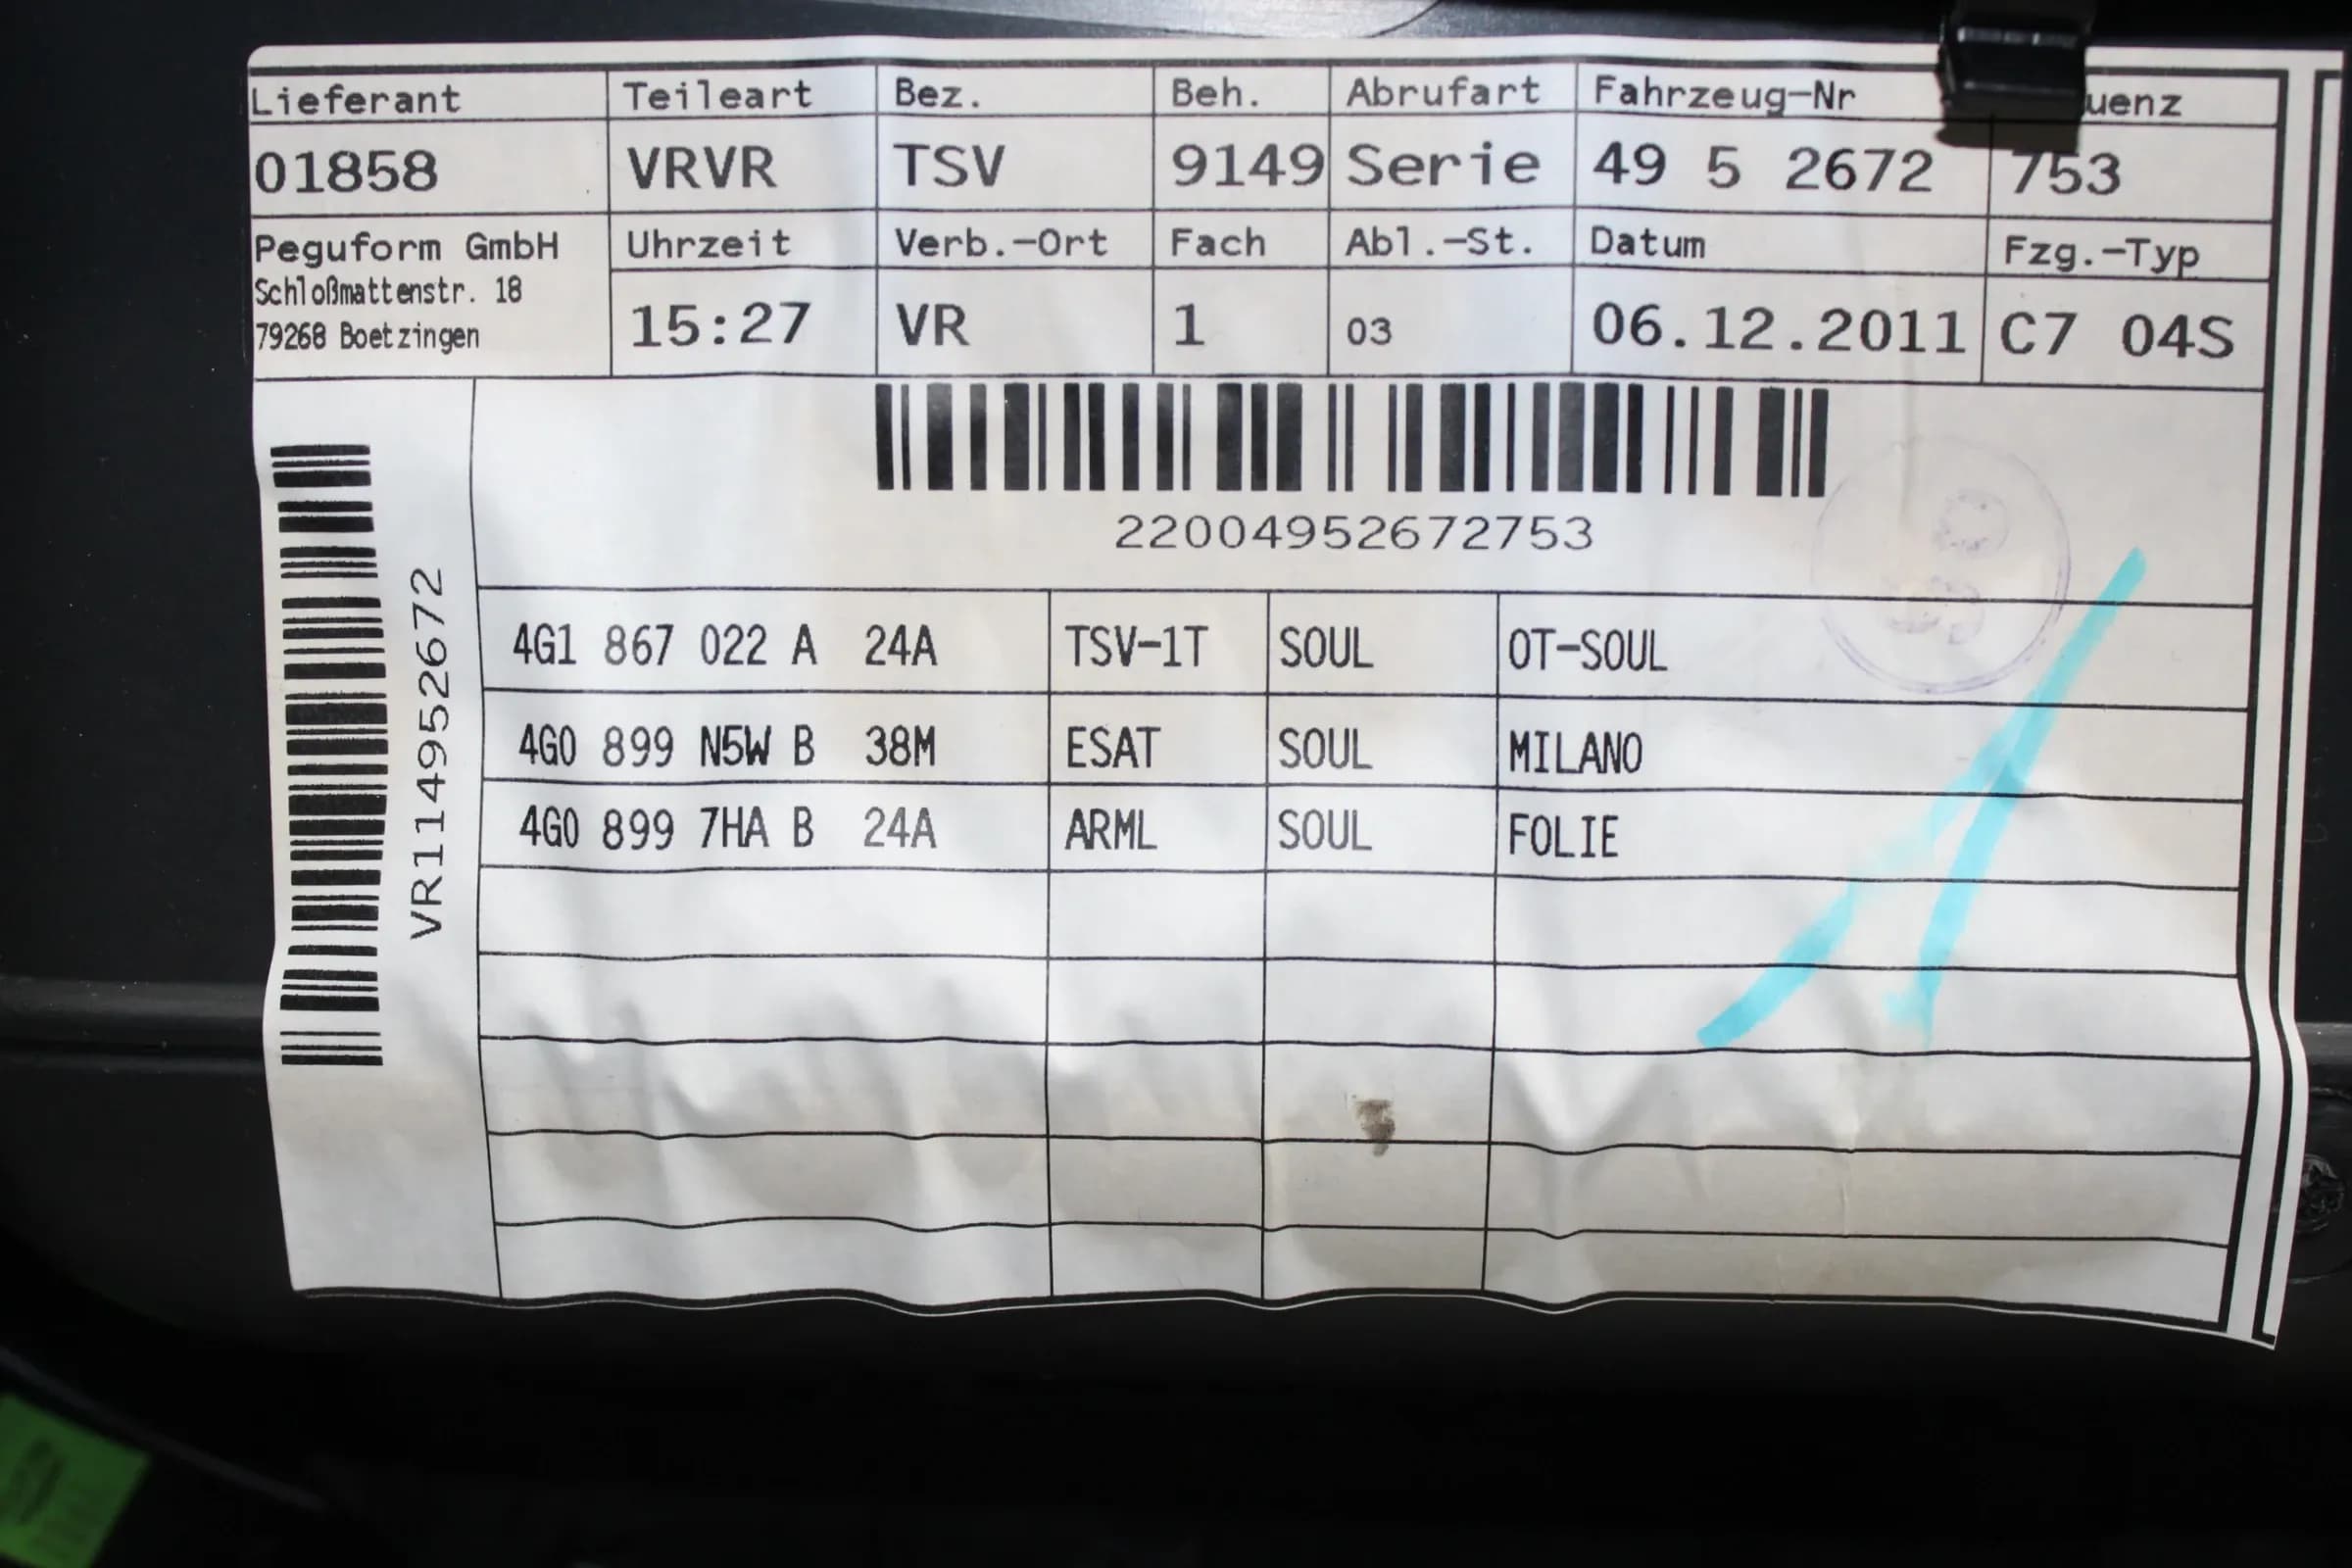 Lieferant Teileart Bez. Beh. Abrufart Fahrzeug-Nr uenz
01858 VRVR TSV 9149 Serie 49 5 2672 753
Peguform GmbH Uhrzeit Verb.-Ort Fach Abl.-St. Datum Fzg.-Typ
Schloßmattenstr. 18
79268 Boetzingen 15:27 VR 1 03 06.12.2011 C7 04S
22004952672753
VR114952672
4G1 867 022 A 24A TSV-1T SOUL OT-SOUL
4G0 899 N5W B 38M ESAT SOUL MILANO
4G0 899 7HA B 24A ARML SOUL FOLIE